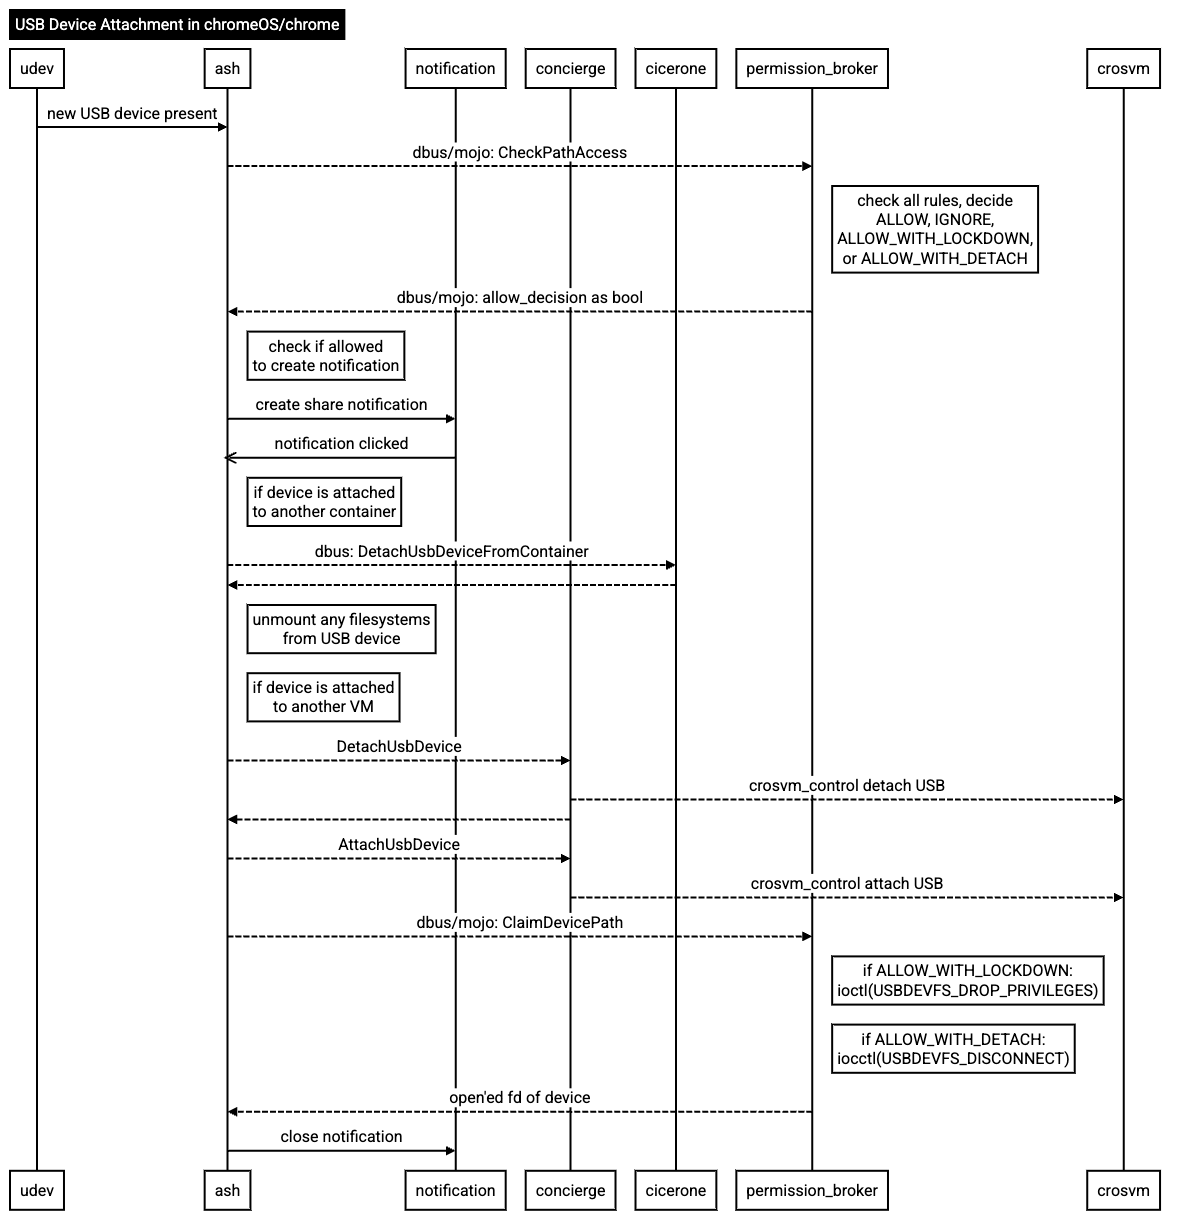 USB Device Attachment in chromeOS/chrome
udev
ash
notification
concierge
cicerone
permission_broker
crosvm
new USB device present
dbus/mojo: CheckPathAccess
check all rules, decide
ALLOW, IGNORE,
ALLOW_WITH_LOCKDOWN,
or ALLOW_WITH_DETACH
dbus/mojo: allow_decision as bool
check if allowed
to create notification
create share notification
notification clicked
if device is attached
to another container
dbus: DetachUsbDeviceFromContainer
unmount any filesystems
from USB device
if device is attached
to another VM
DetachUsbDevice
crosvm_control detach USB
AttachUsbDevice
crosvm_control attach USB
dbus/mojo: ClaimDevicePath
if ALLOW_WITH_LOCKDOWN:
ioctl(USBDEVFS_DROP_PRIVILEGES)
if ALLOW_WITH_DETACH:
iocctl(USBDEVFS_DISCONNECT)
open'ed fd of device
close notification
udev
ash
notification
concierge
cicerone
permission_broker
crosvm